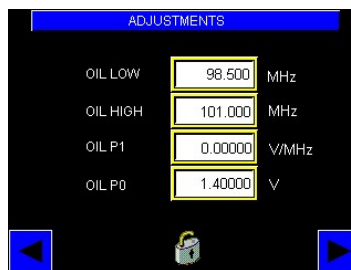 ADJUSTMENTS
OIL LOW 98.500 MHz
OIL HIGH 101.000 MHz
OIL P1 0.00000 V/MHz
OIL P0 1.40000 V